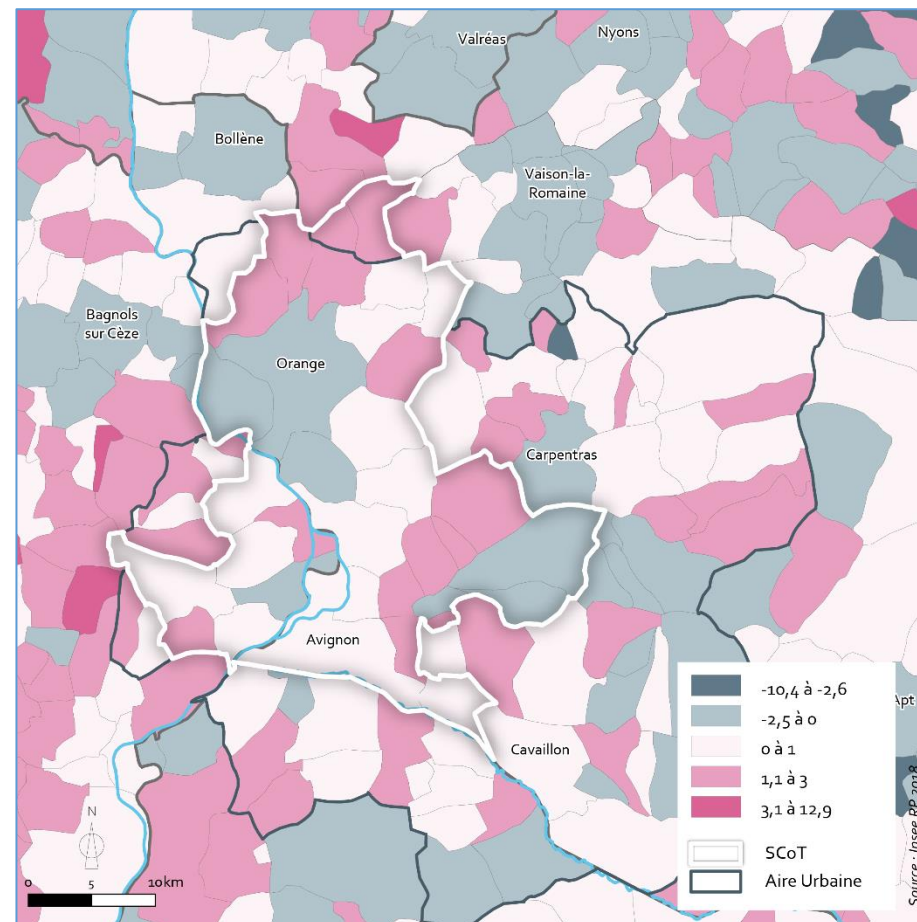 Valréas
Nyons
Bollène
Vaison-la-
Romaine
Bagnols
sur Cèze
Orange
Carpentras
Avignon
Cavaillon
Apt
-10,4 à -2,6
-2,5 à 0
0 à 1
1,1 à 3
3,1 à 12,9
SCoT
Aire Urbaine
N
0 5 10km
Source : Insee RP 2018